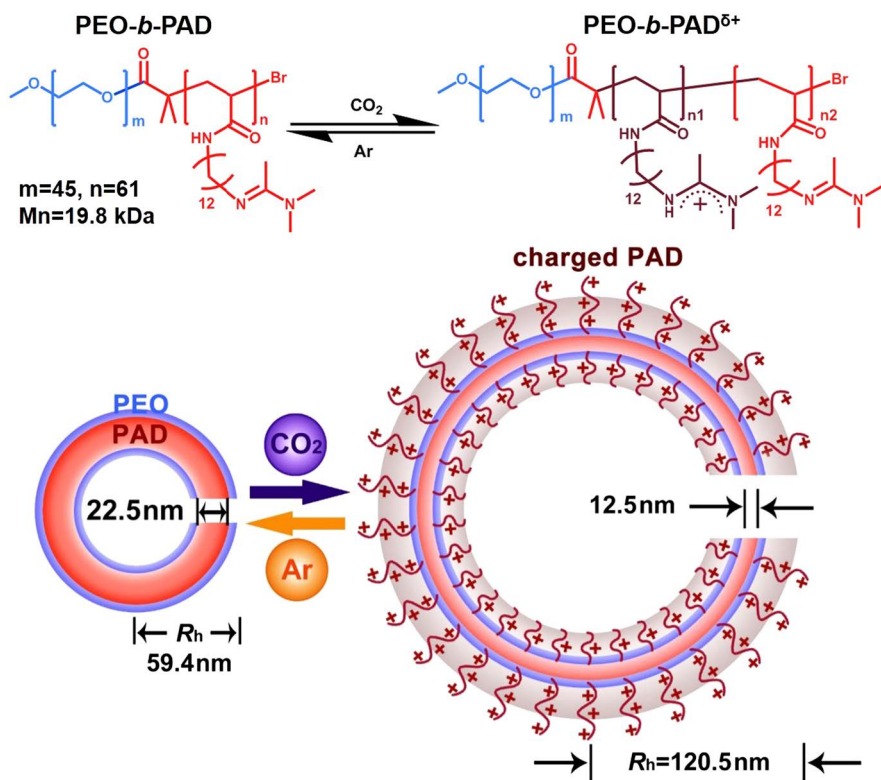 PEO-b-PAD
PEO-b-PADδ+
O
O
O
m
n
Br
HN
O
12
N
N
CO2
Ar
O
O
O
m
n1
n2
Br
HN
O
12
N
H
+
N
HN
O
12
N
N
m=45, n=61
Mn=19.8 kDa
charged PAD
PEO
PAD
22.5nm
CO2
Ar
Rh
59.4nm
12.5nm
Rh=120.5nm